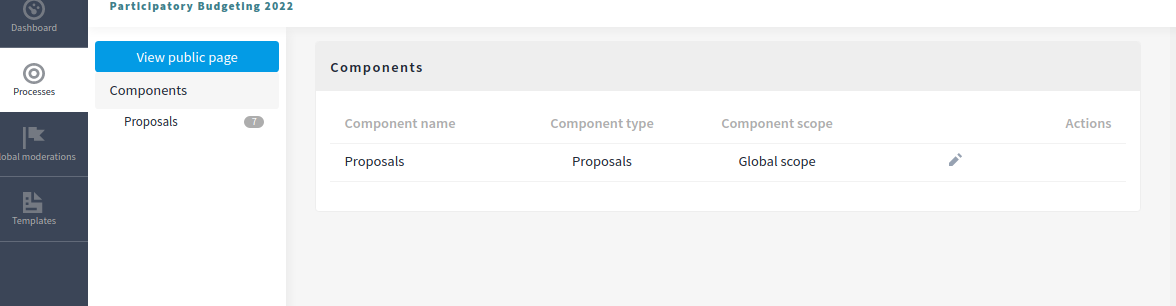 Participatory Budgeting 2022
Dashboard
Processes
lobal moderations
Templates
View public page
Components
Proposals 7
Components
Component name Component type Component scope Actions
Proposals Proposals Global scope